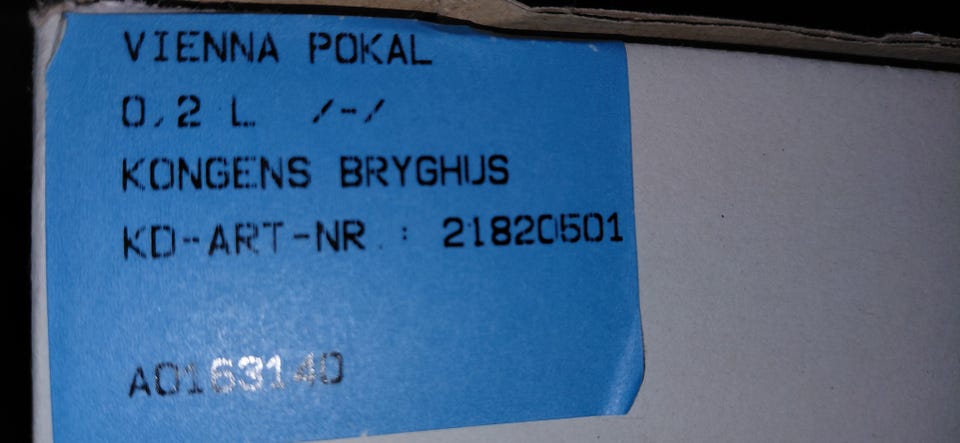 VIENNA POKAL
0,2 L /-/
KONGENS BRYGHUS
KD-ART-NR.: 21820501
A0163140